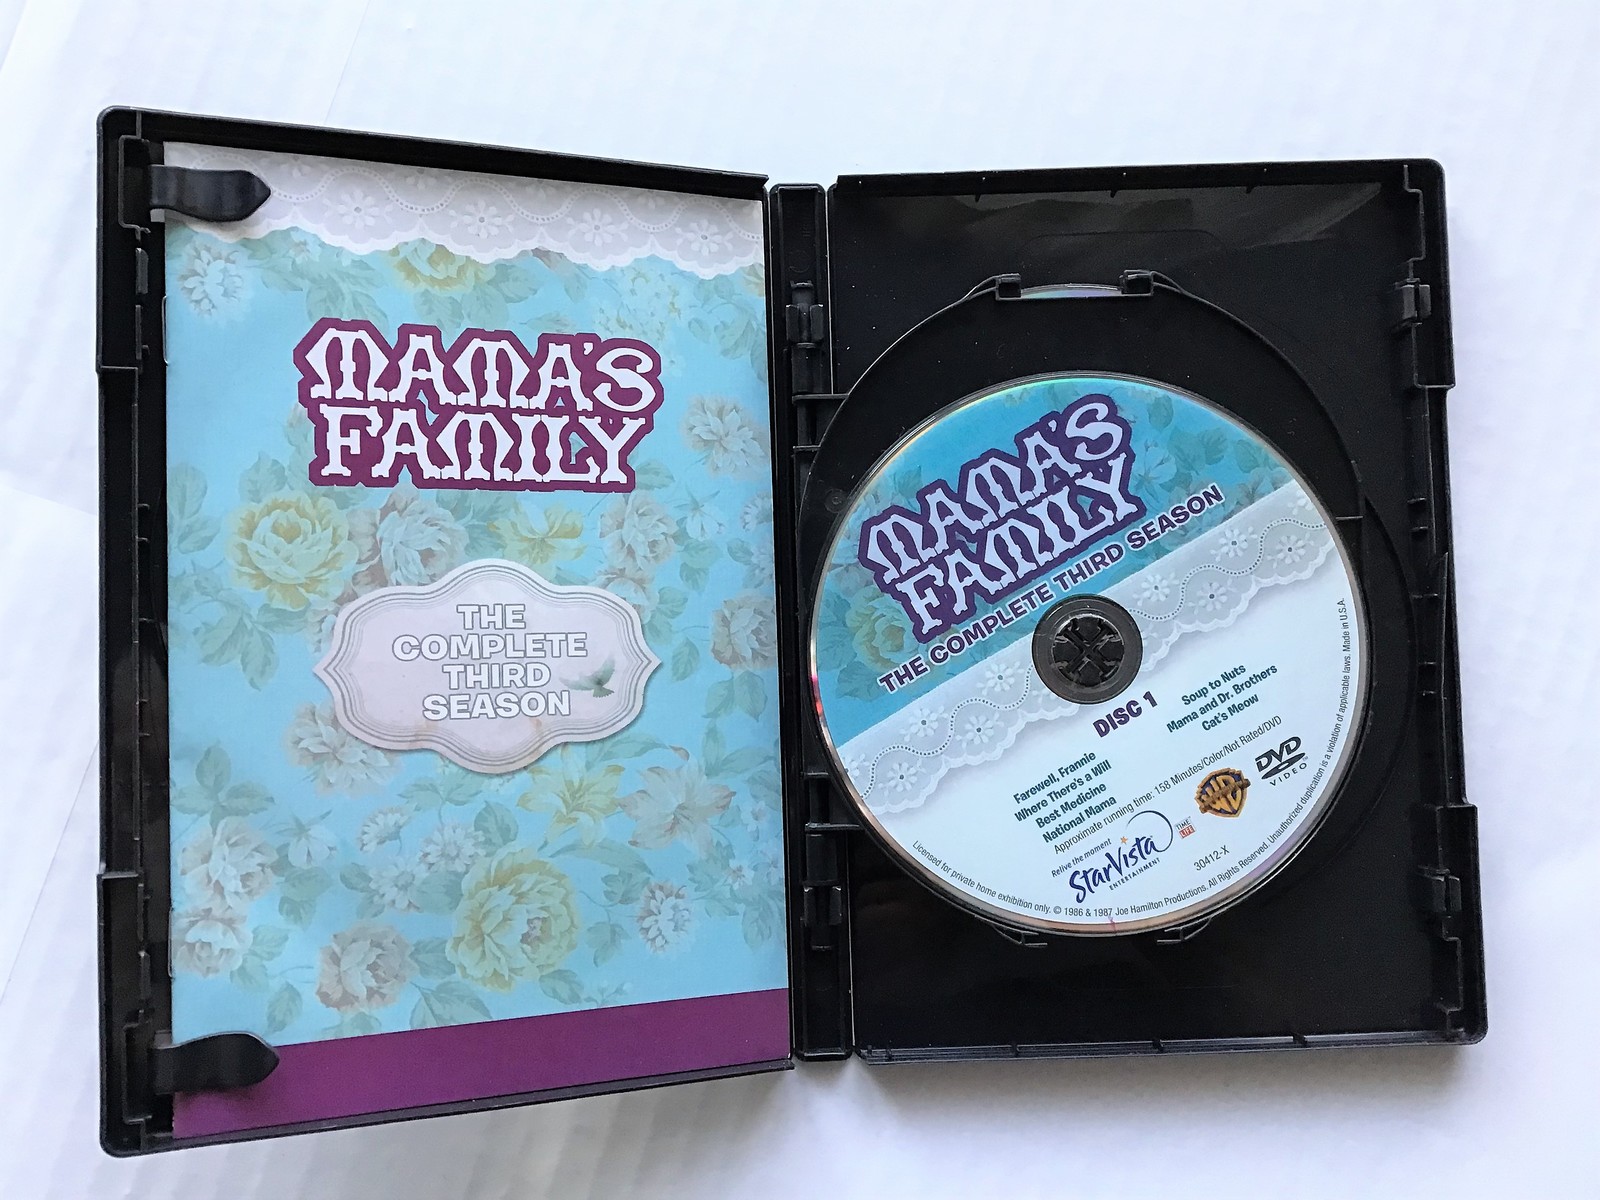 MAMA'S
FAMILY
THE
COMPLETE
THIRD
SEASON
MAMA'S
FAMILY
THE COMPLETE THIRD SEASON
DISC 1
Farewell, Frannie
Where There's a Will
Best Medicine
National Mama
Soup to Nuts
Mama and Dr. Brothers
Cat's Meow
Approximate running time: 158 Minutes/Color/Not Rated/DVD
Relive the moment
StarVista
ENTERTAINMENT
TIME
LIFE
WB
DVD
VIDEO
30412-X
Licensed for private home exhibition only. © 1986 & 1987 Joe Hamilton Productions. All Rights Reserved. Unauthorized duplication is a violation of applicable laws. Made in U.S.A.